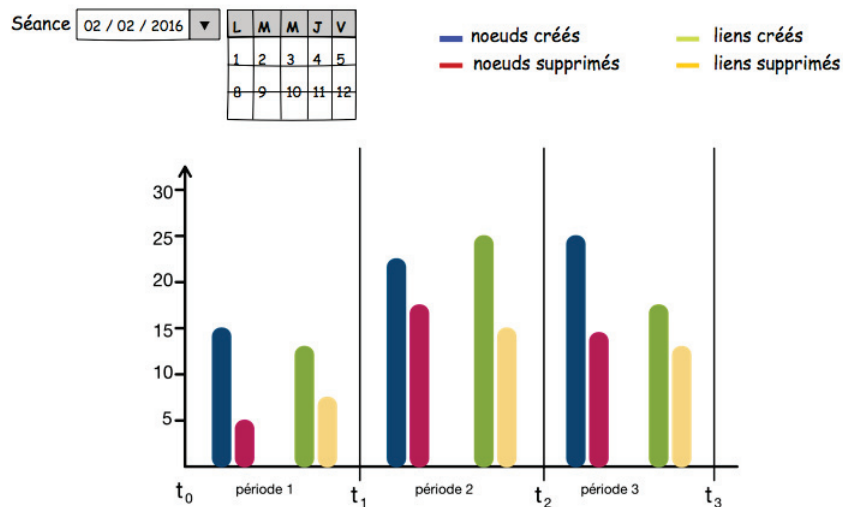 Séance 02 / 02 / 2016 ▼
L M M J V
1 2 3 4 5
8 9 10 11 12
noeuds créés
noeuds supprimés
liens créés
liens supprimés
30
25
20
15
10
5
t0 période 1 t1 période 2 t2 période 3 t3